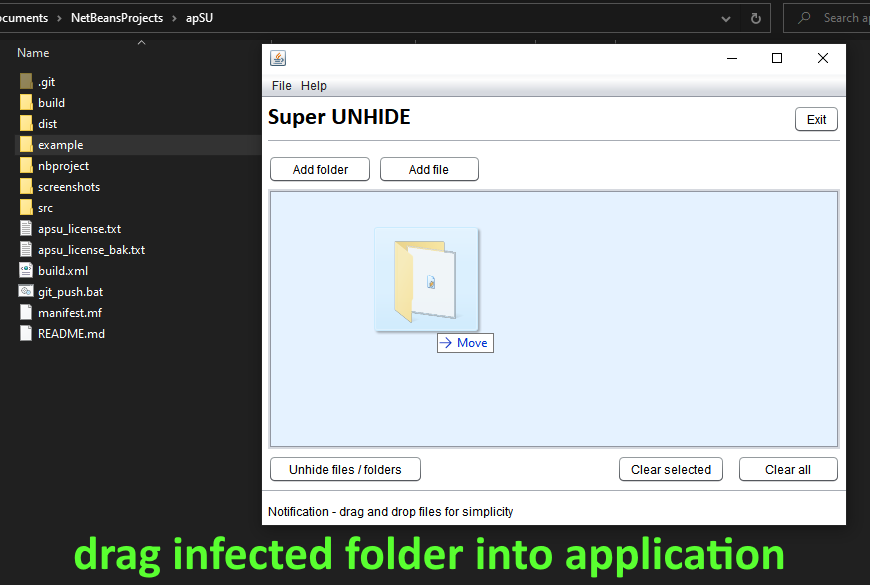 ocuments > NetBeansProjects > apSU
Search ap
Name
.git
build
dist
example
nbproject
screenshots
src
apsu_license.txt
apsu_license_bak.txt
build.xml
git_push.bat
manifest.mf
README.md
File Help
Super UNHIDE
Exit
Add folder Add file
Move
Unhide files / folders Clear selected Clear all
Notification - drag and drop files for simplicity
drag infected folder into application